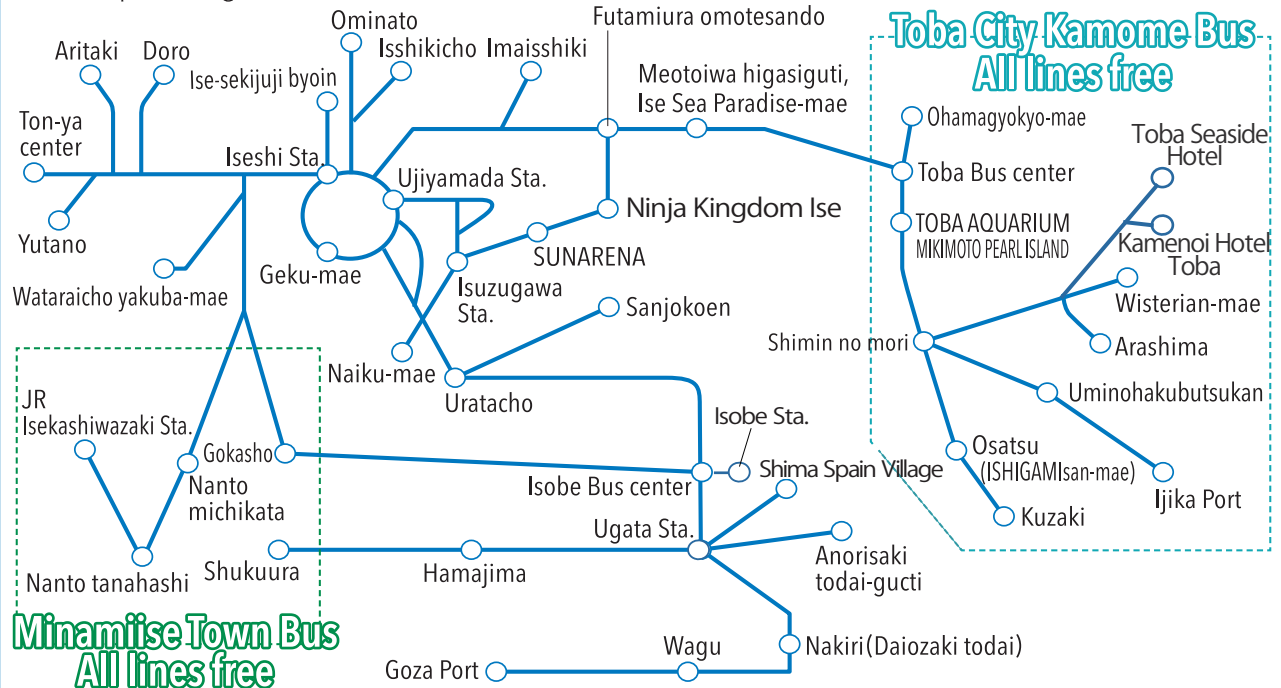 Ominato
Futamiura omotesando
Toba City Kamome Bus
All lines free
Aritaki
Doro
Isshikicho
Imaisshiki
Ise-sekijuji byoin
Meotoiwa higasiguti,
Ise Sea Paradise-mae
Ohamagyokyo-mae
Ton-ya
center
Toba Seaside
Hotel
Iseshi Sta.
Ujiyamada Sta.
Toba Bus center
Ninja Kingdom Ise
TOBA AQUARIUM
MIKIMOTO PEARL ISLAND
Yutano
SUNARENA
Kamenoi Hotel
Toba
Geku-mae
Wataraicho yakuba-mae
Isuzugawa
Sta.
Sanjokoen
Wisterian-mae
Shimin no mori
Arashima
Naiku-mae
Uratacho
Uminohakubutsukan
JR
Isekashiwazaki Sta.
Isobe Sta.
Gokasho
Shima Spain Village
Osatsu
(ISHIGAMIsan-mae)
Nanto
michikata
Isobe Bus center
Ijika Port
Kuzaki
Ugata Sta.
Nanto tanahashi
Shukuura
Hamajima
Anorisaki
todai-gucti
Minamiise Town Bus
All lines free
Goza Port
Wagu
Nakiri(Daiozaki todai)